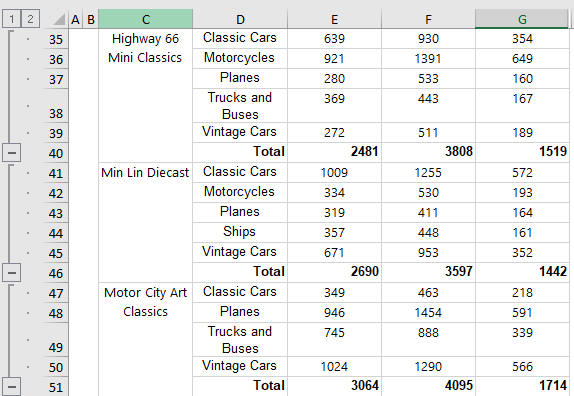 1 2 A B C D E F G
35 Highway 66 Classic Cars 639 930 354
36 Mini Classics Motorcycles 921 1391 649
37 Planes 280 533 160
Trucks and 369 443 167
38 Buses
39 Vintage Cars 272 511 189
40 Total 2481 3808 1519
41 Min Lin Diecast Classic Cars 1009 1255 572
42 Motorcycles 334 530 193
43 Planes 319 411 164
44 Ships 357 448 161
45 Vintage Cars 671 953 352
46 Total 2690 3597 1442
47 Motor City Art Classic Cars 349 463 218
48 Classics Planes 946 1454 591
Trucks and 745 888 339
49 Buses
50 Vintage Cars 1024 1290 566
51 Total 3064 4095 1714